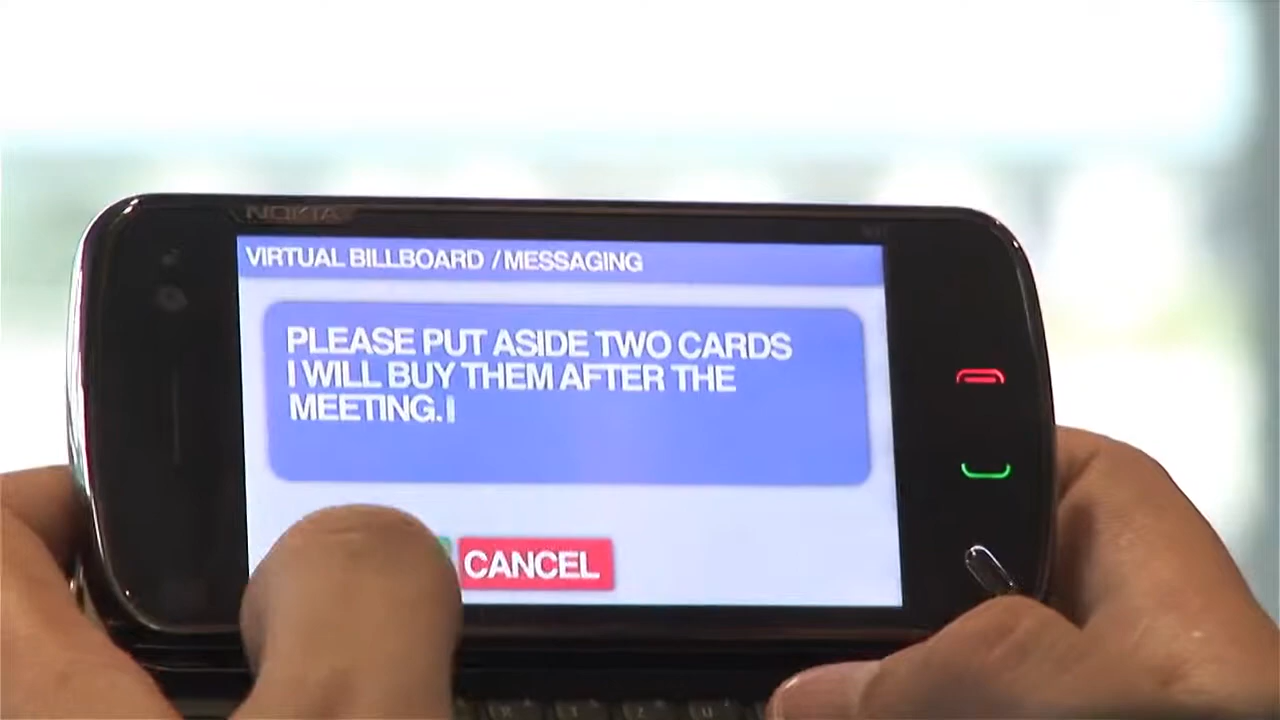 NOKIA
VIRTUAL BILLBOARD / MESSAGING
PLEASE PUT ASIDE TWO CARDS
I WILL BUY THEM AFTER THE
MEETING.
CANCEL